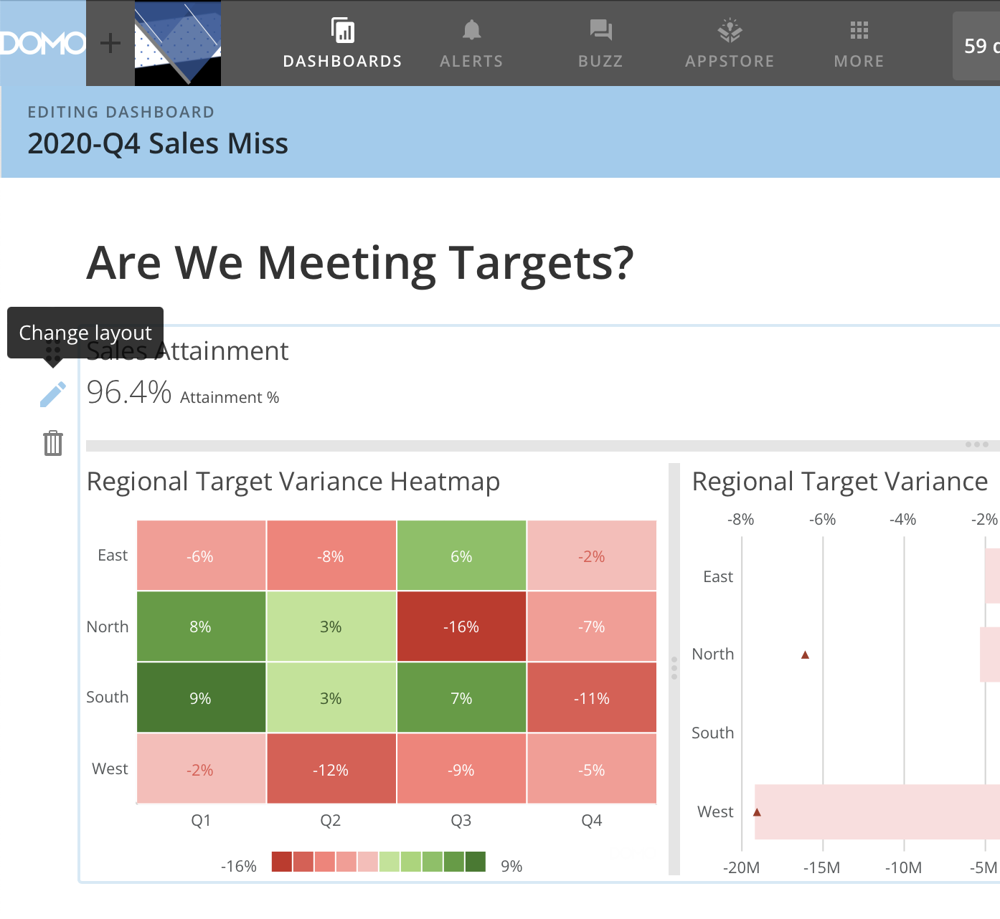 DOMO
DASHBOARDS
ALERTS
BUZZ
APPSTORE
MORE
59
EDITING DASHBOARD
2020-Q4 Sales Miss
Are We Meeting Targets?
Change layout
Sales Attainment
96.4% Attainment %
Regional Target Variance Heatmap
East -6% -8% 6% -2%
North 8% 3% -16% -7%
South 9% 3% 7% -11%
West -2% -12% -9% -5%
Q1 Q2 Q3 Q4
-16% 9%
Regional Target Variance
-8% -6% -4% -2%
East
North
South
West
-20M -15M -10M -5M